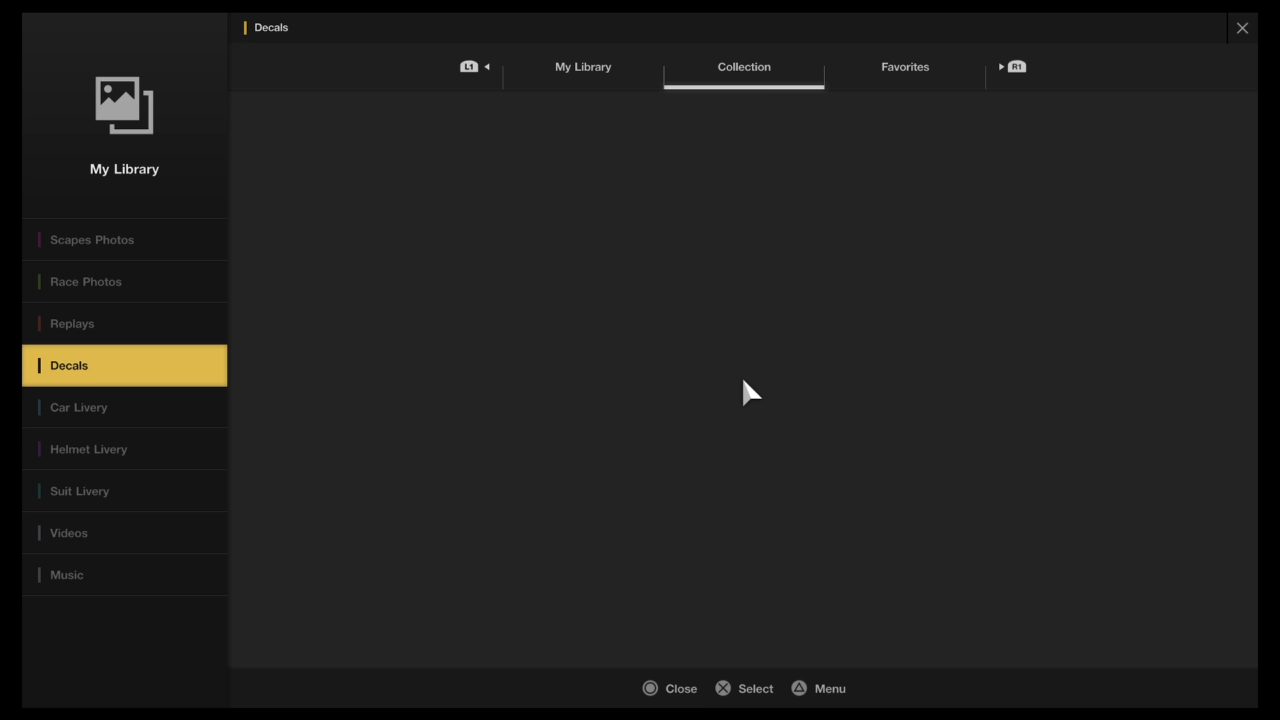 Decals
L1 My Library Collection Favorites R1
My Library
Scapes Photos
Race Photos
Replays
Decals
Car Livery
Helmet Livery
Suit Livery
Videos
Music
Close Select Menu